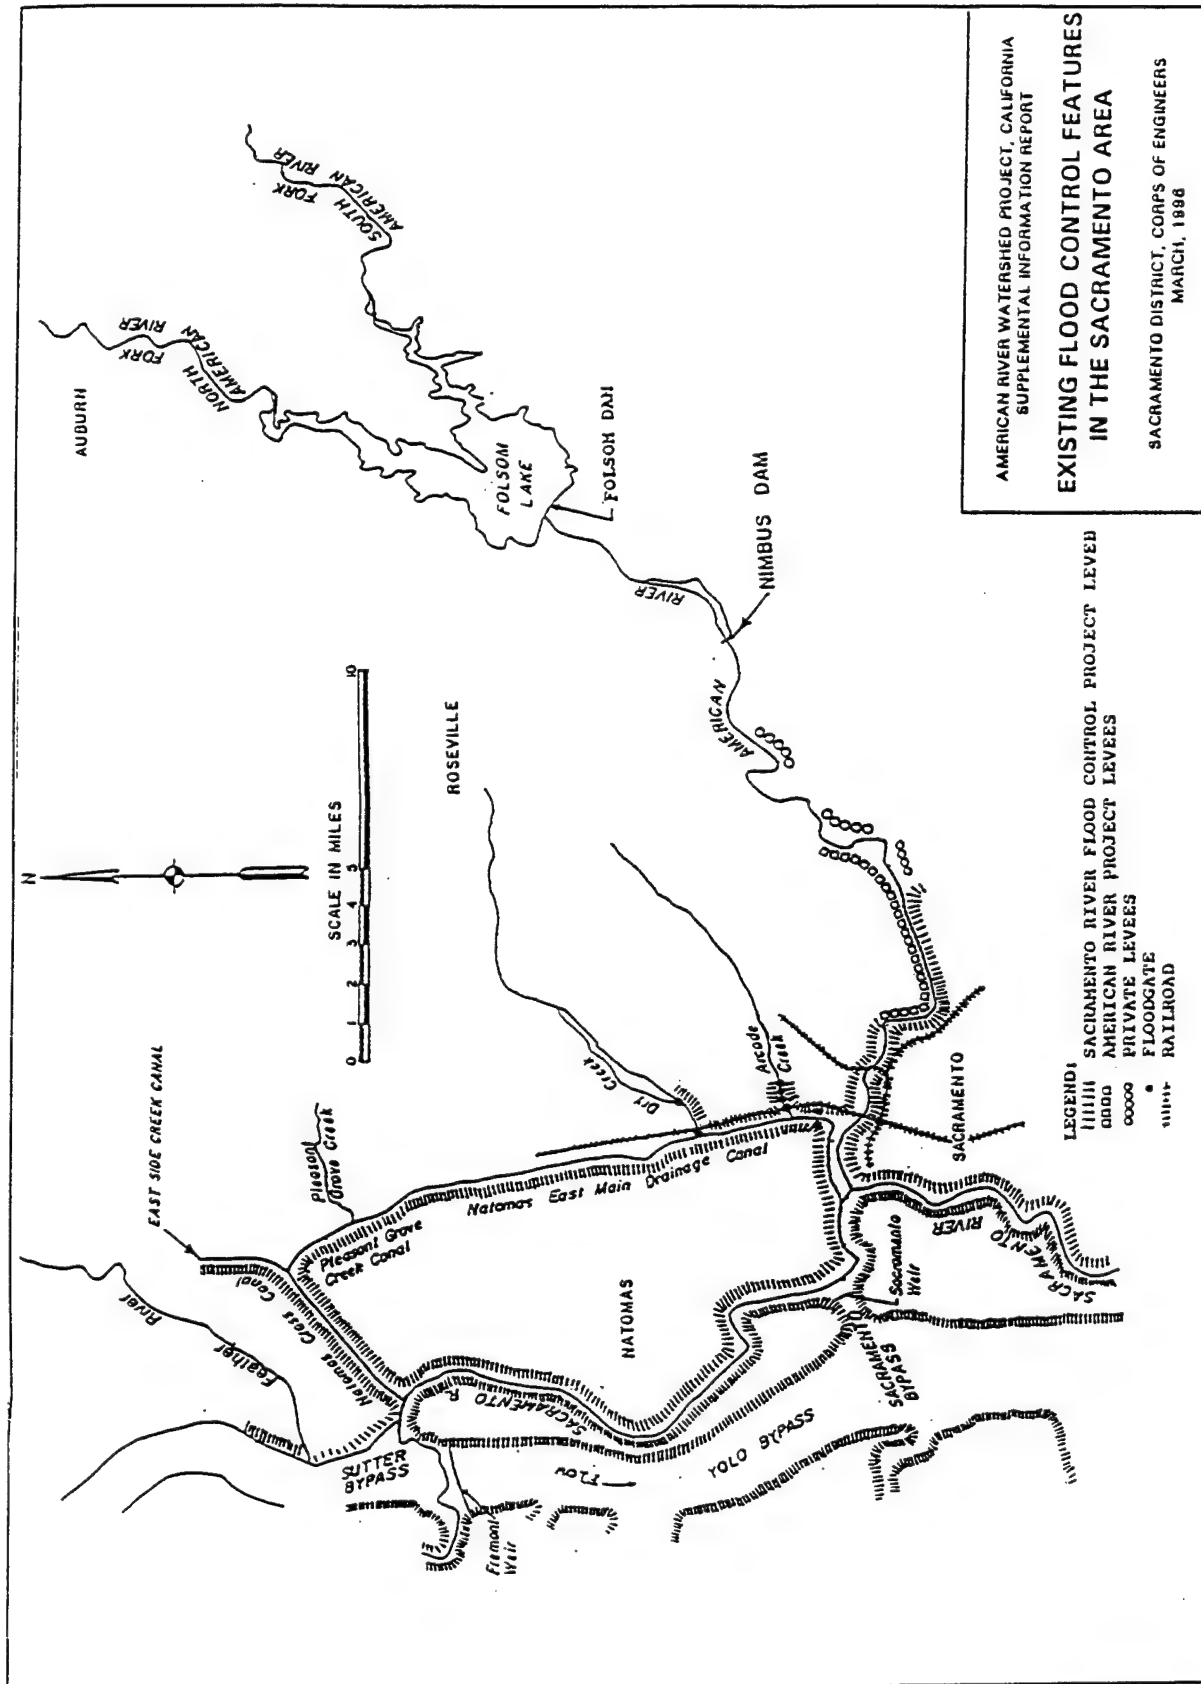 AUBURN
NORTH FORK
AMERICAN RIVER
SOUTH FORK
AMERICAN RIVER
FOLSOM
LAKE
FOLSOM DAM
NIMBUS DAM
AMERICAN
RIVER
ROSEVILLE
N
SCALE IN MILES
0 1 2 3 4 5 10
EAST SIDE CREEK CANAL
Pleasant
Grove Creek
Pleasant Grove
Creek Canal
Natomas East Main Drainage Canal
Dry
Creek
Arcade
Creek
Natomas Cross Canal
Feather River
SUTTER
BYPASS
Fremont
Weir
SACRAMENTO R.
NATOMAS
FLOW
YOLO BYPASS
SACRAMENTO
BYPASS
Sacramento
Weir
SACRAMENTO RIVER
SACRAMENTO
LEGEND:
SACRAMENTO RIVER FLOOD CONTROL PROJECT LEVEE
AMERICAN RIVER PROJECT LEVEES
PRIVATE LEVEES
FLOODGATE
RAILROAD
AMERICAN RIVER WATERSHED PROJECT, CALIFORNIA
SUPPLEMENTAL INFORMATION REPORT
EXISTING FLOOD CONTROL FEATURES
IN THE SACRAMENTO AREA
SACRAMENTO DISTRICT, CORPS OF ENGINEERS
MARCH, 1996